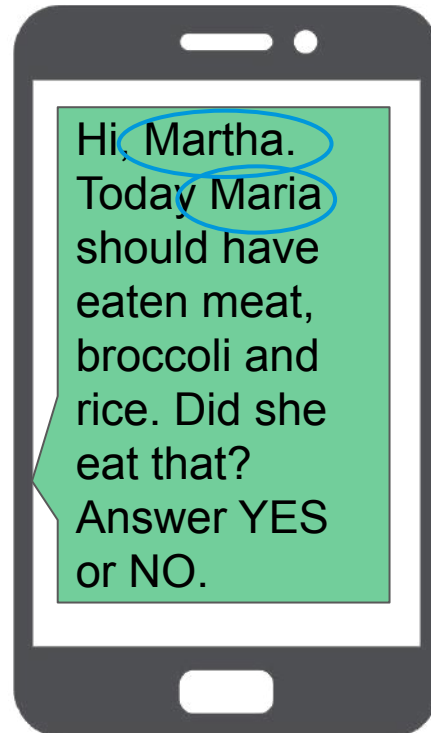 Hi, Martha.
Today Maria
should have
eaten meat,
broccoli and
rice. Did she
eat that?
Answer YES
or NO.